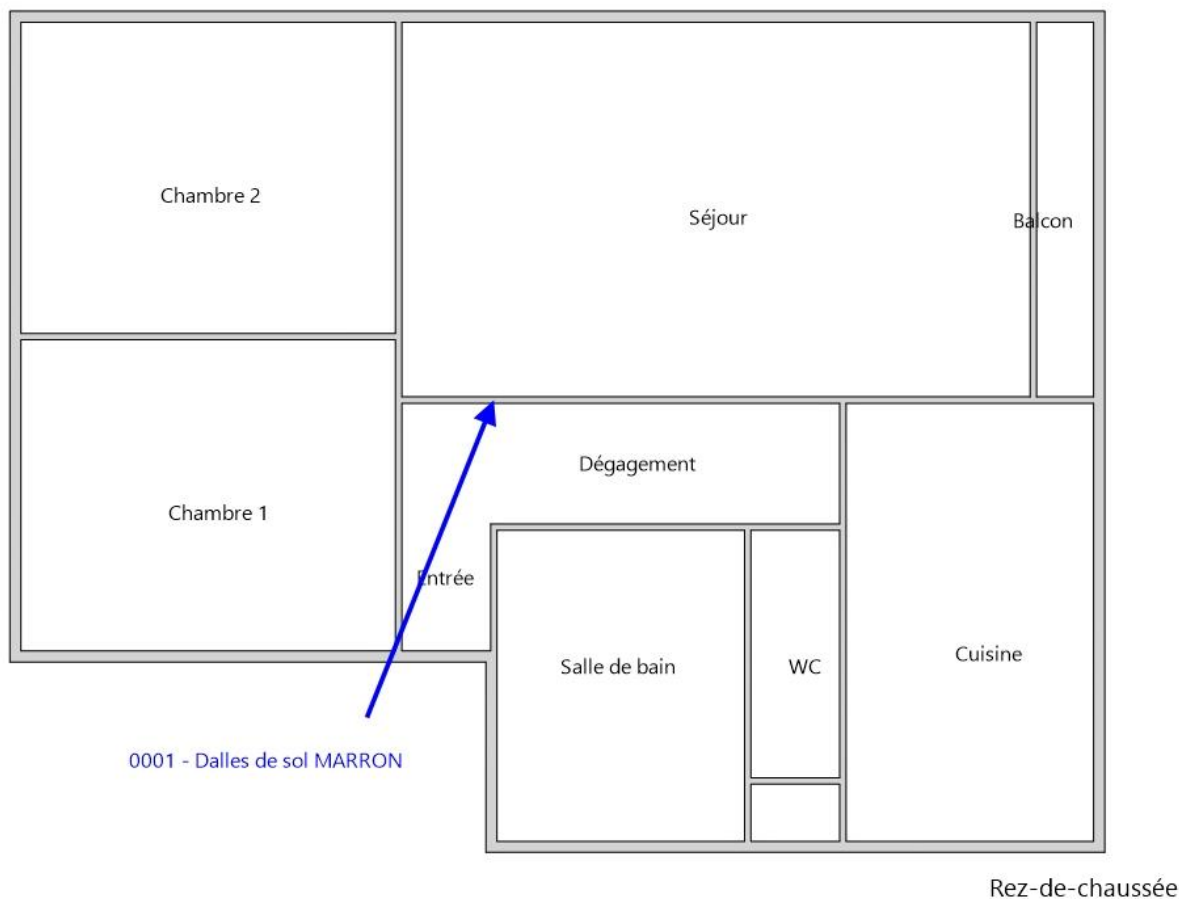 Chambre 2
Séjour
Balcon
Dégagement
Chambre 1
Entrée
Salle de bain
WC
Cuisine
0001 - Dalles de sol MARRON
Rez-de-chaussée